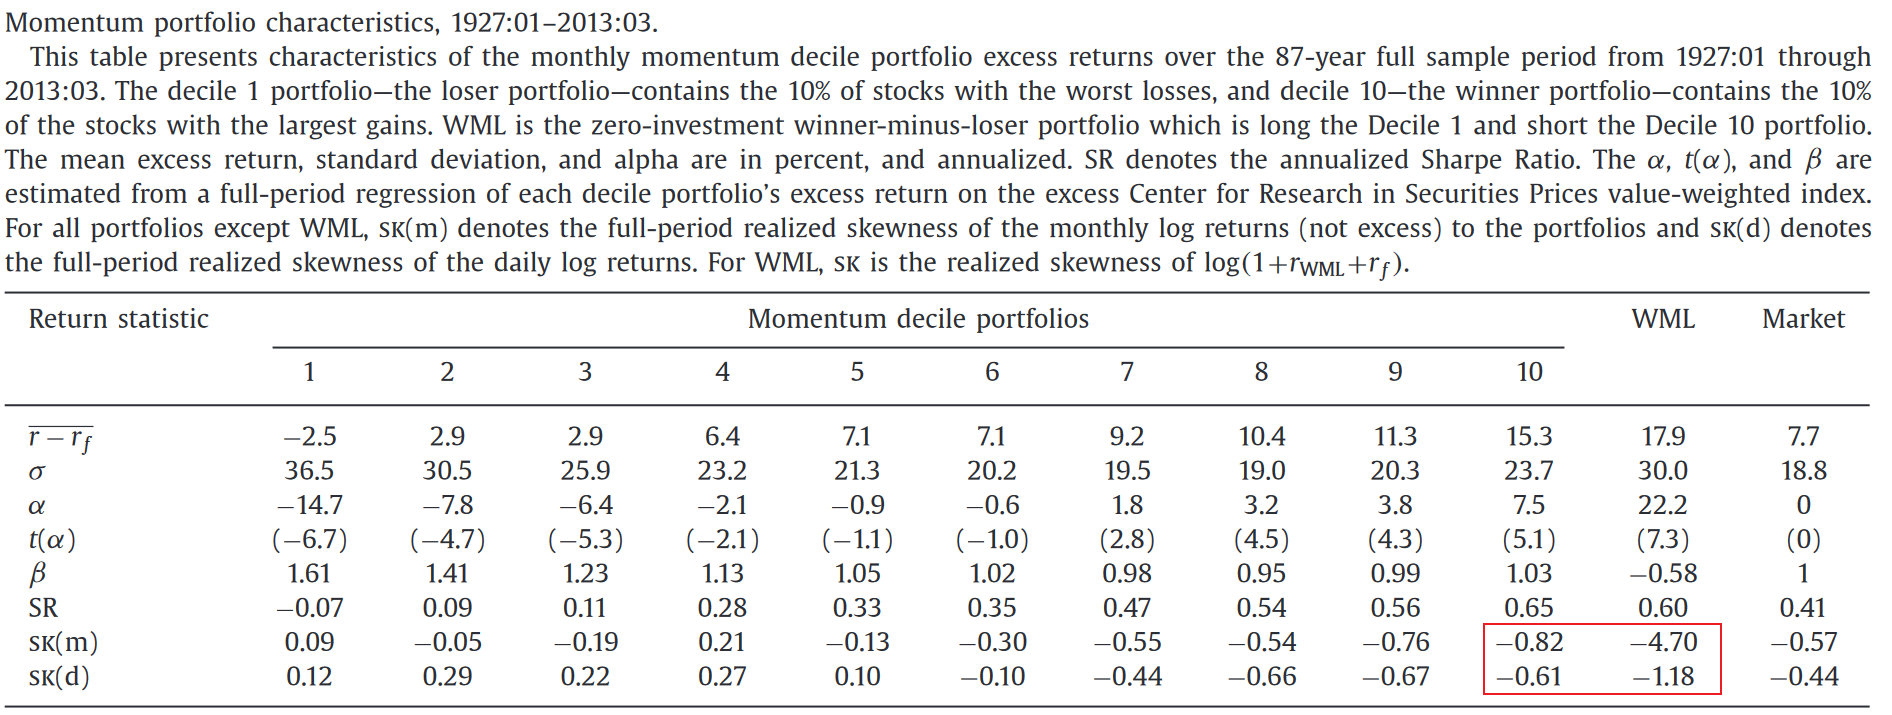 Momentum portfolio characteristics, 1927:01–2013:03.
This table presents characteristics of the monthly momentum decile portfolio excess returns over the 87-year full sample period from 1927:01 through
2013:03. The decile 1 portfolio—the loser portfolio—contains the 10% of stocks with the worst losses, and decile 10—the winner portfolio—contains the 10%
of the stocks with the largest gains. WML is the zero-investment winner-minus-loser portfolio which is long the Decile 1 and short the Decile 10 portfolio.
The mean excess return, standard deviation, and alpha are in percent, and annualized. SR denotes the annualized Sharpe Ratio. The α, t(α), and β are
estimated from a full-period regression of each decile portfolio's excess return on the excess Center for Research in Securities Prices value-weighted index.
For all portfolios except WML, SK(m) denotes the full-period realized skewness of the monthly log returns (not excess) to the portfolios and SK(d) denotes
the full-period realized skewness of the daily log returns. For WML, SK is the realized skewness of log(1+r_WML+r_f).
Return statistic Momentum decile portfolios WML Market
1 2 3 4 5 6 7 8 9 10
r − r_f −2.5 2.9 2.9 6.4 7.1 7.1 9.2 10.4 11.3 15.3 17.9 7.7
σ 36.5 30.5 25.9 23.2 21.3 20.2 19.5 19.0 20.3 23.7 30.0 18.8
α −14.7 −7.8 −6.4 −2.1 −0.9 −0.6 1.8 3.2 3.8 7.5 22.2 0
t(α) (−6.7) (−4.7) (−5.3) (−2.1) (−1.1) (−1.0) (2.8) (4.5) (4.3) (5.1) (7.3) (0)
β 1.61 1.41 1.23 1.13 1.05 1.02 0.98 0.95 0.99 1.03 −0.58 1
SR −0.07 0.09 0.11 0.28 0.33 0.35 0.47 0.54 0.56 0.65 0.60 0.41
SK(m) 0.09 −0.05 −0.19 0.21 −0.13 −0.30 −0.55 −0.54 −0.76 −0.82 −4.70 −0.57
SK(d) 0.12 0.29 0.22 0.27 0.10 −0.10 −0.44 −0.66 −0.67 −0.61 −1.18 −0.44